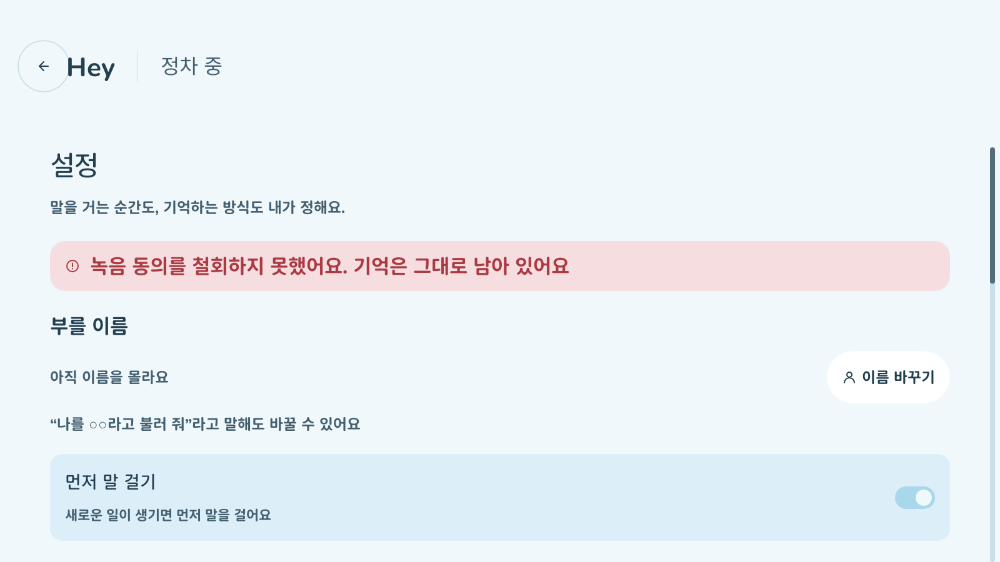 Hey
정차 중
설정
말을 거는 순간도, 기억하는 방식도 내가 정해요.
녹음 동의를 철회하지 못했어요. 기억은 그대로 남아 있어요
부를 이름
아직 이름을 몰라요
이름 바꾸기
“나를 ○○라고 불러 줘”라고 말해도 바꿀 수 있어요
먼저 말 걸기
새로운 일이 생기면 먼저 말을 걸어요